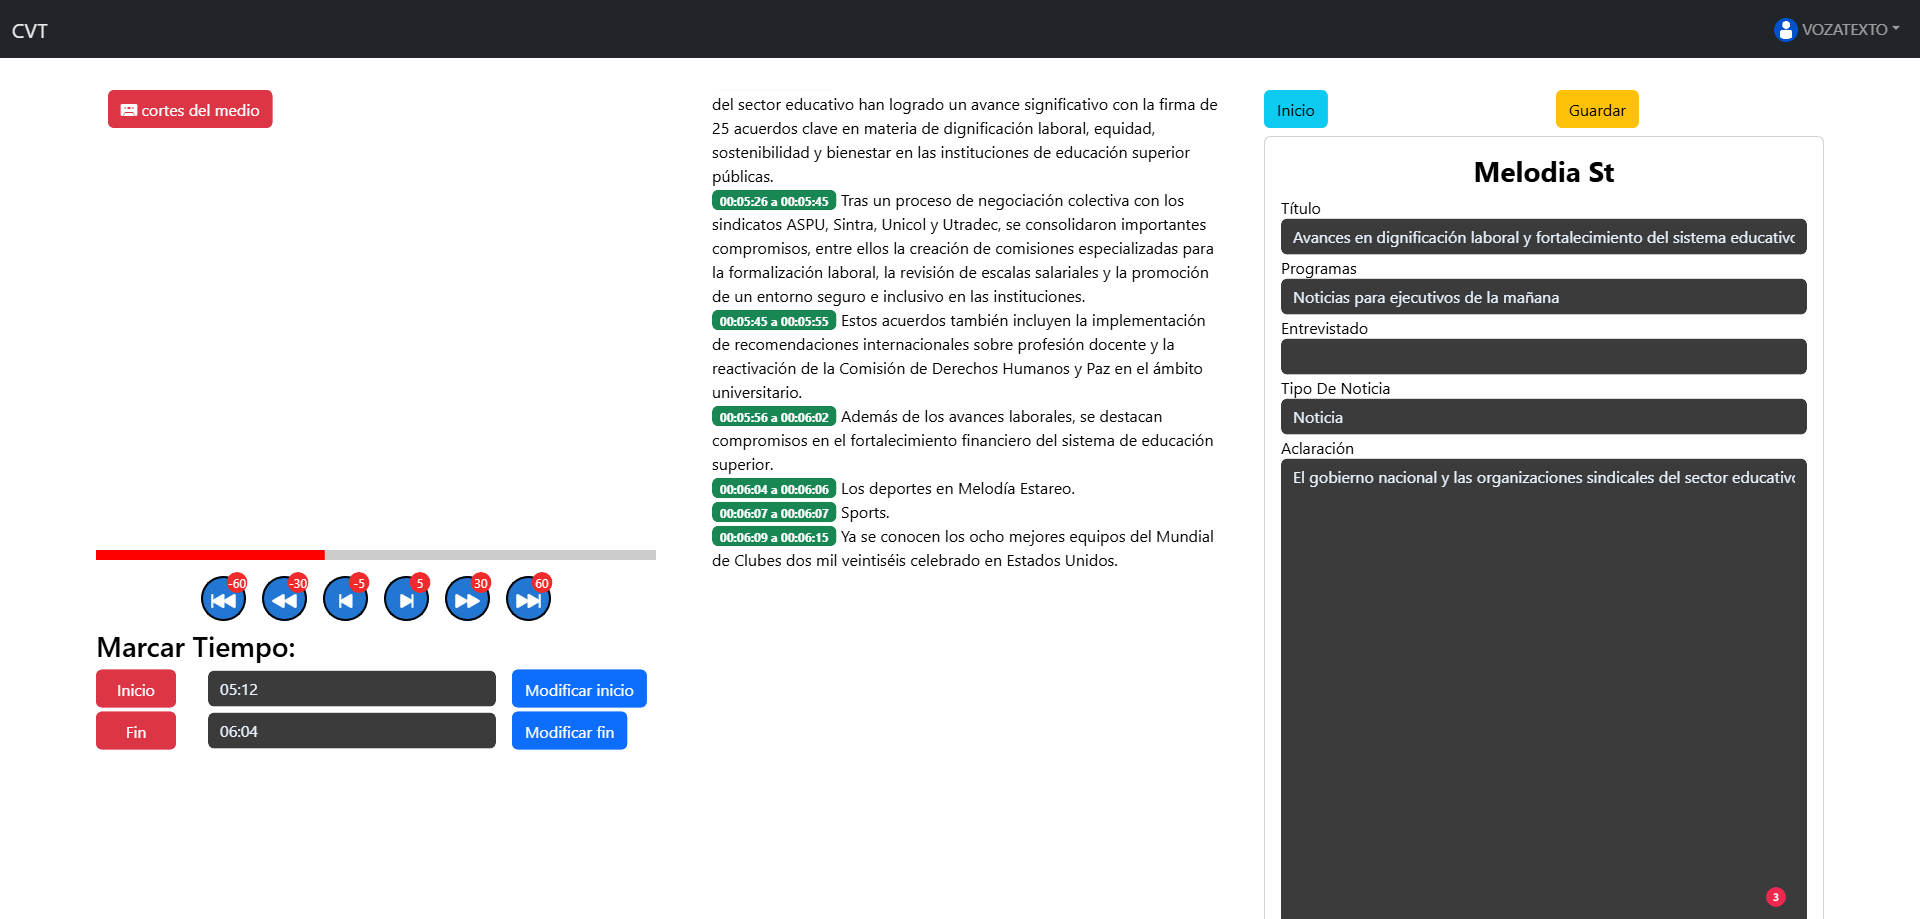 CVT
VOZATEXTO
cortes del medio
-60
-30
-5
5
30
60
Marcar Tiempo:
Inicio
05:12
Modificar inicio
Fin
06:04
Modificar fin
del sector educativo han logrado un avance significativo con la firma de
25 acuerdos clave en materia de dignificación laboral, equidad,
sostenibilidad y bienestar en las instituciones de educación superior
públicas.
00:05:26 a 00:05:45 Tras un proceso de negociación colectiva con los
sindicatos ASPU, Sintra, Unicol y Utradec, se consolidaron importantes
compromisos, entre ellos la creación de comisiones especializadas para
la formalización laboral, la revisión de escalas salariales y la promoción
de un entorno seguro e inclusivo en las instituciones.
00:05:45 a 00:05:55 Estos acuerdos también incluyen la implementación
de recomendaciones internacionales sobre profesión docente y la
reactivación de la Comisión de Derechos Humanos y Paz en el ámbito
universitario.
00:05:56 a 00:06:02 Además de los avances laborales, se destacan
compromisos en el fortalecimiento financiero del sistema de educación
superior.
00:06:04 a 00:06:06 Los deportes en Melodía Estareo.
00:06:07 a 00:06:07 Sports.
00:06:09 a 00:06:15 Ya se conocen los ocho mejores equipos del Mundial
de Clubes dos mil veintiséis celebrado en Estados Unidos.
Inicio
Guardar
Melodia St
Título
Avances en dignificación laboral y fortalecimiento del sistema educativo
Programas
Noticias para ejecutivos de la mañana
Entrevistado
Tipo De Noticia
Noticia
Aclaración
El gobierno nacional y las organizaciones sindicales del sector educativo
3